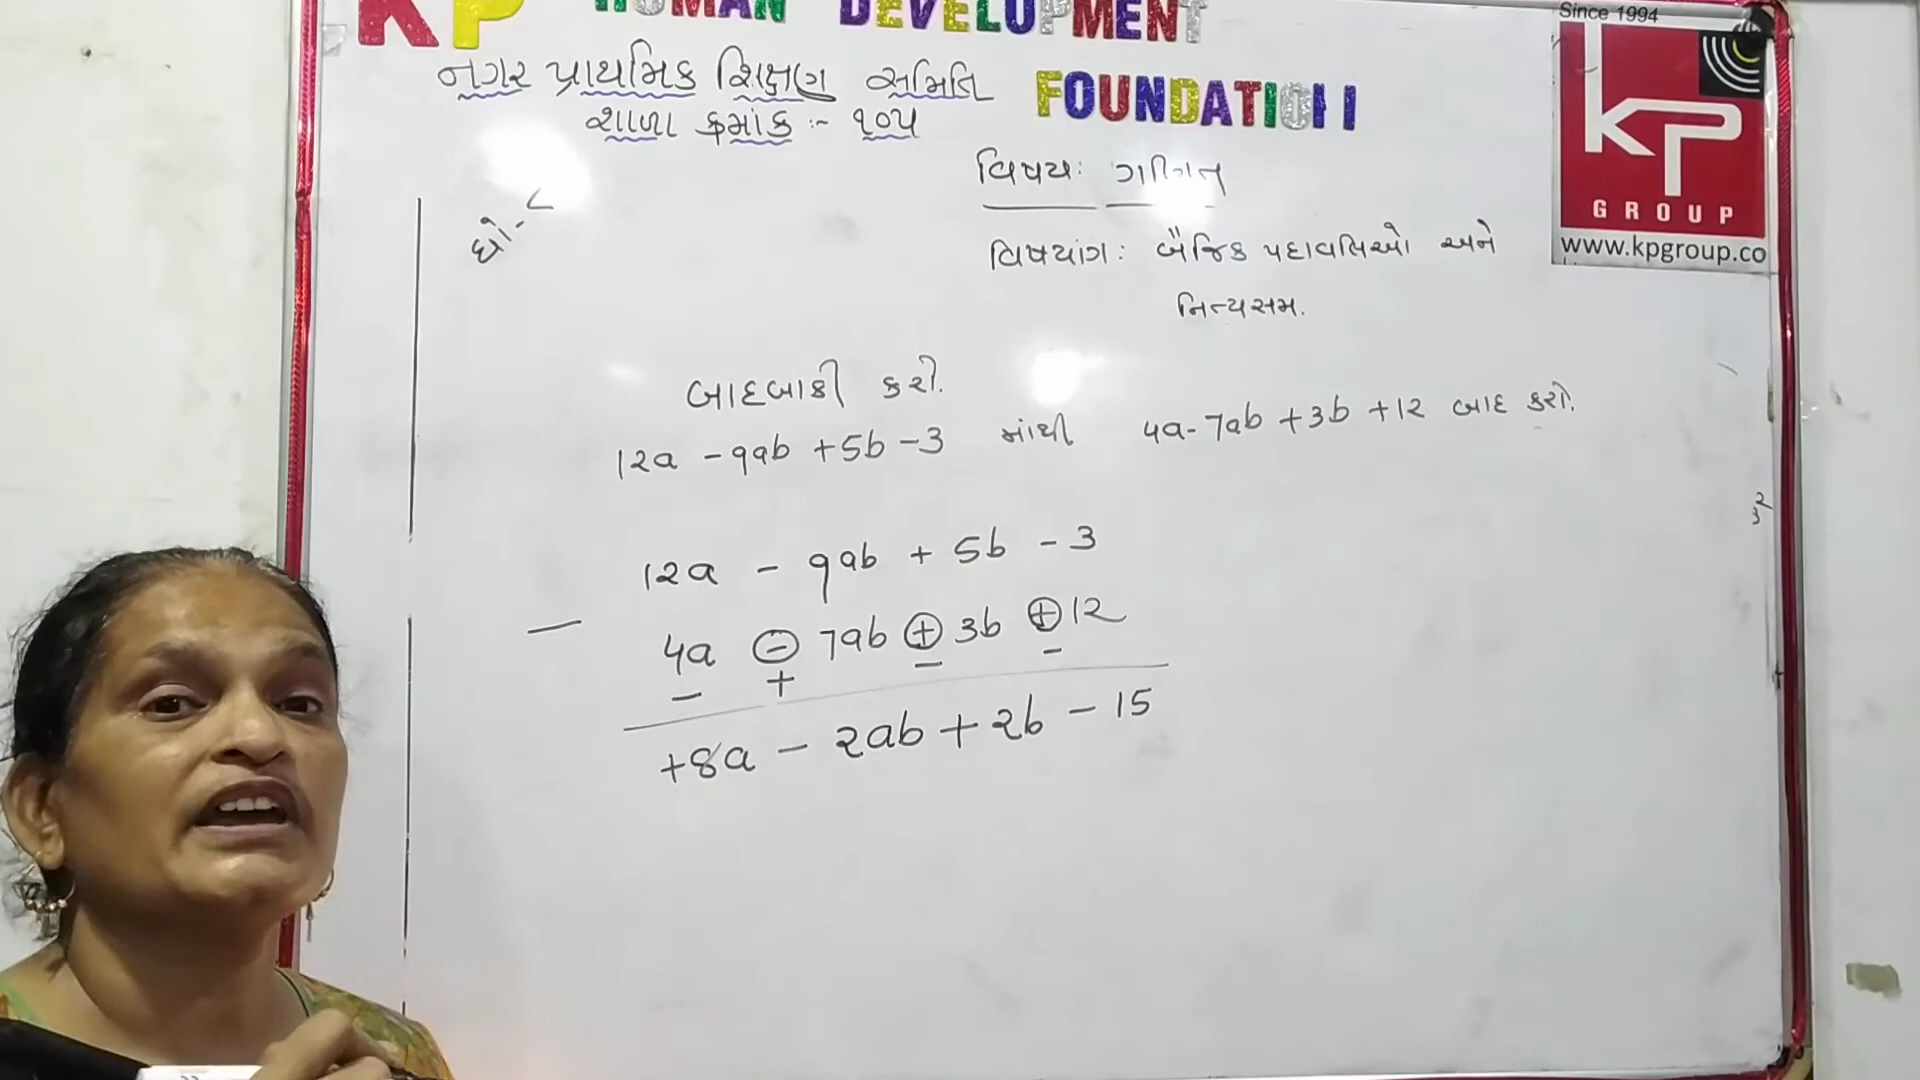 KP HUMAN DEVELOPMENT
FOUNDATION
નગર પ્રાથમિક શિક્ષણ સમિતિ
શાળા ક્રમાંક :- ૧૦૫
Since 1994
KP
GROUP
www.kpgroup.co
ધો - ૮
વિષય: ગણિત
વિષયાંગ: બૈજિક પદાવલિઓ અને
નિત્યસમ.
બાદબાકી કરો.
12a - 9ab + 5b - 3 માંથી 4a - 7ab + 3b + 12 બાદ કરો.
12a - 9ab + 5b - 3
— 4a ⊖ 7ab ⊕ 3b ⊕ 12
- + - -
+8a - 2ab + 2b - 15